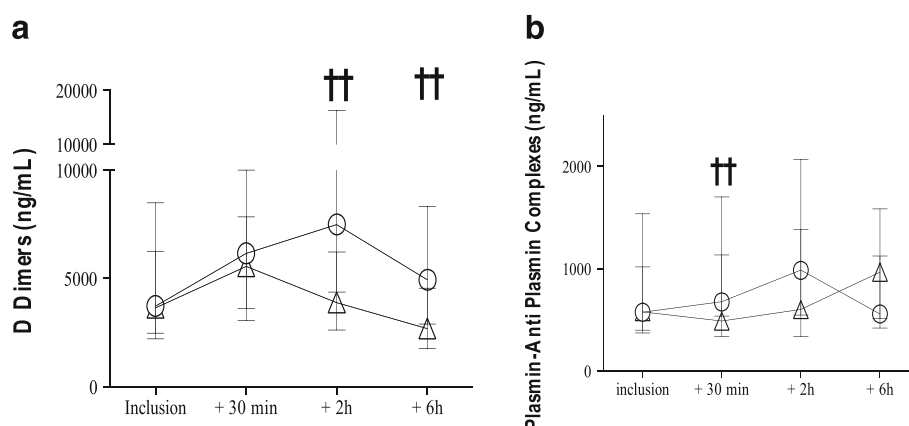 a
D Dimers (ng/mL)
20000
10000
10000
5000
0
††
††
Inclusion + 30 min + 2h + 6h
b
Plasmin-Anti Plasmin Complexes (ng/mL)
2000
1000
0
††
inclusion + 30 min + 2h + 6h